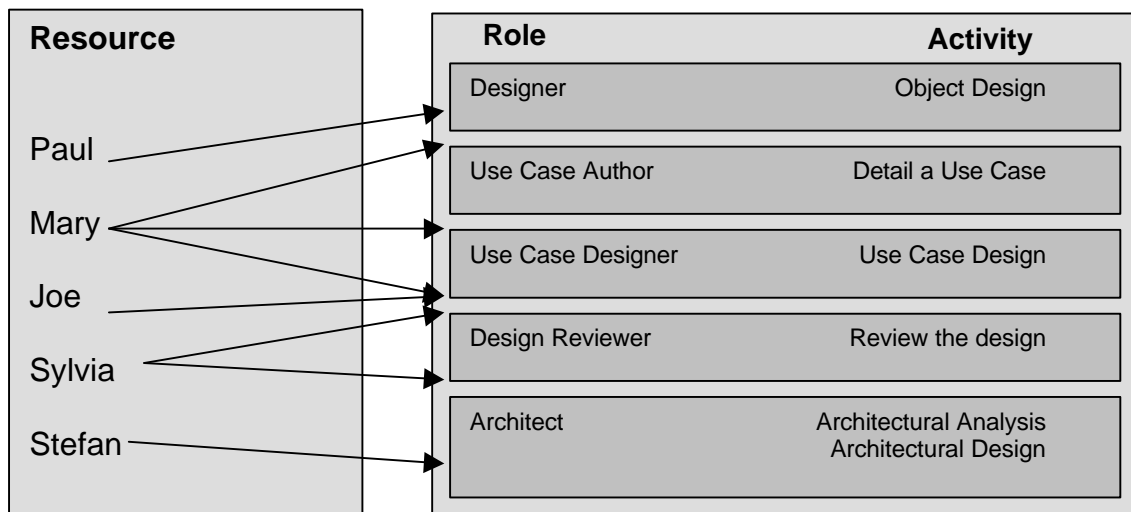 Resource
Paul
Mary
Joe
Sylvia
Stefan
Role Activity
Designer Object Design
Use Case Author Detail a Use Case
Use Case Designer Use Case Design
Design Reviewer Review the design
Architect Architectural Analysis
Architectural Design